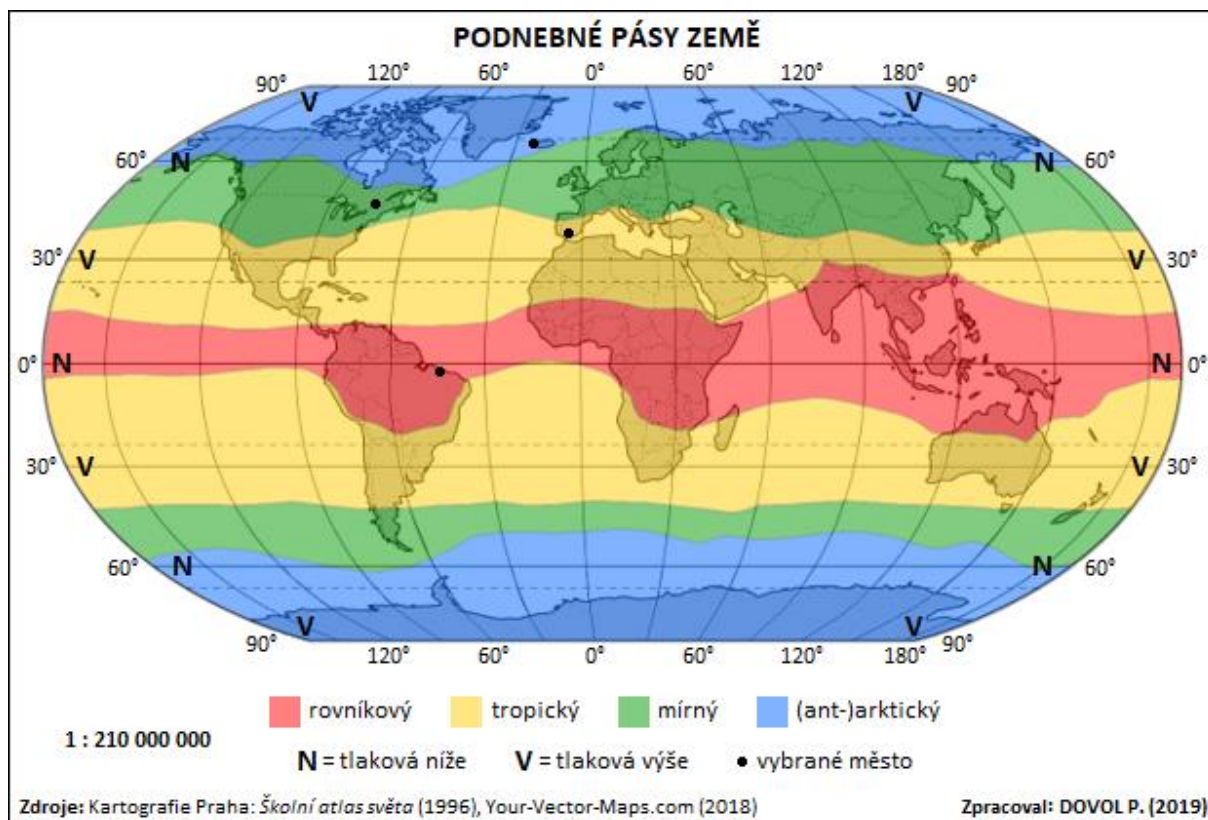 PODNEBNÉ PÁSY ZEMĚ
90° 120° 60° 0° 60° 120° 180° 90°
V V
60° N N 60°
30° V V 30°
0° N N 0°
30° V V 30°
60° N N 60°
V V
90° 120° 60° 0° 60° 120° 180° 90°
rovníkový tropický mírný (ant-)arktický
1 : 210 000 000
N = tlaková níže V = tlaková výše • vybrané město
Zdroje: Kartografie Praha: Školní atlas světa (1996), Your-Vector-Maps.com (2018) Zpracoval: DOVOL P. (2019)